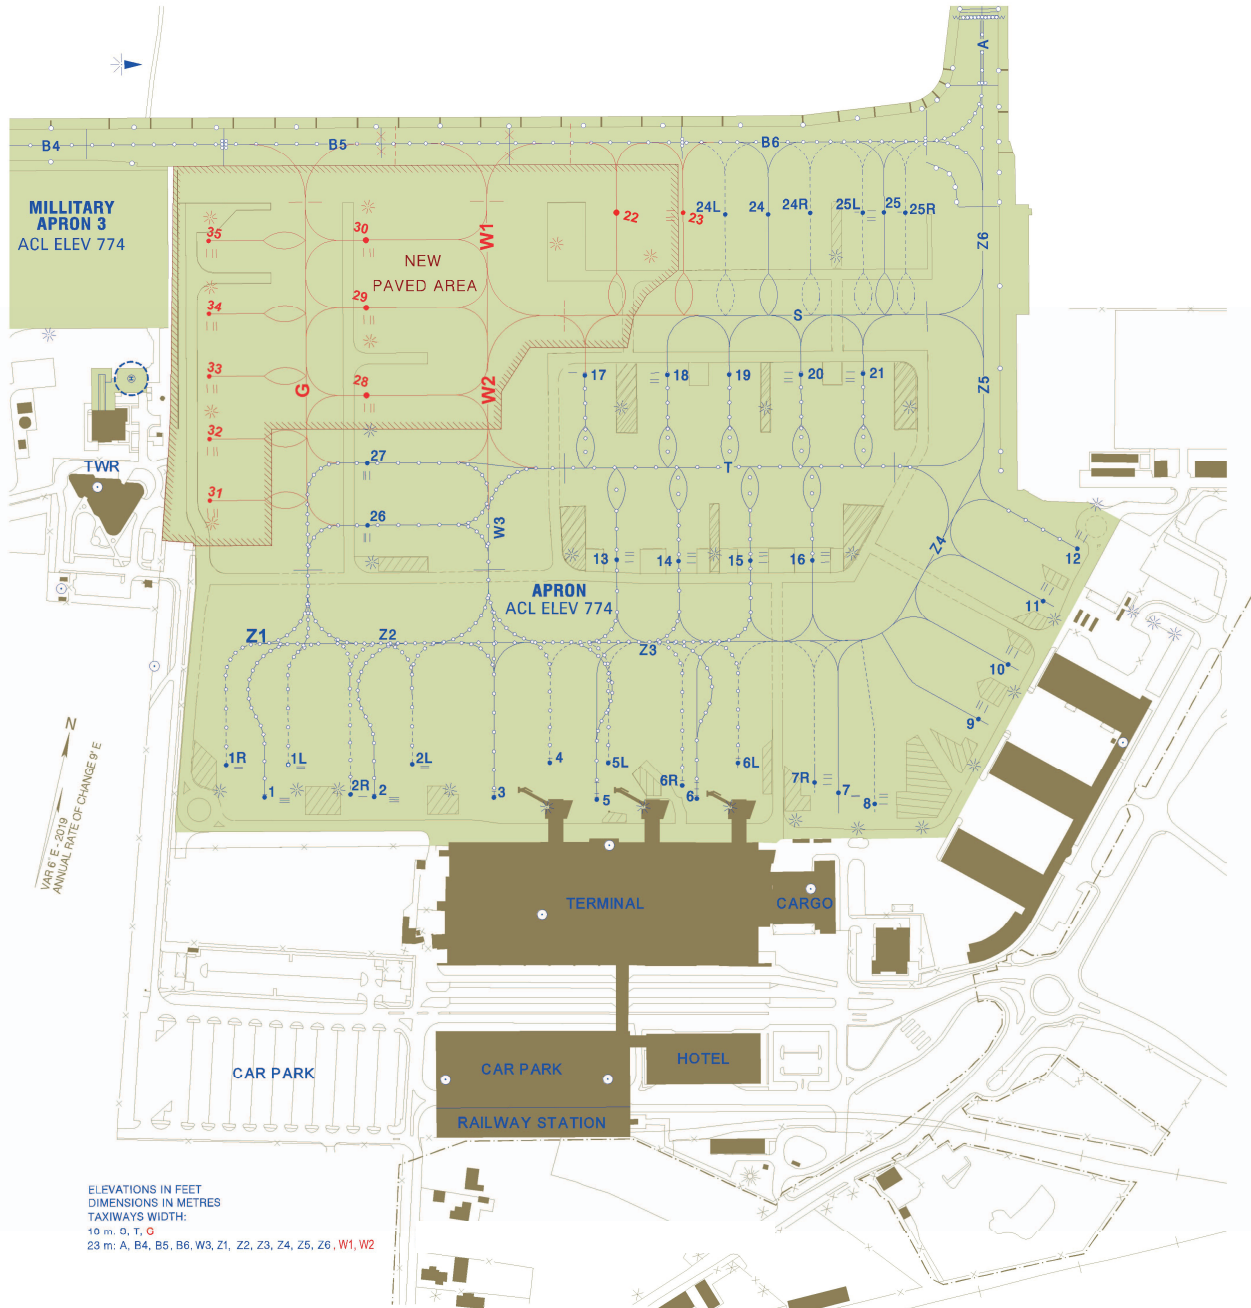 A
B4
B5
B6
MILLITARY
APRON 3
ACL ELEV 774
35
30
W1
22
23
24L
24
24R
25L
25
25R
Z6
NEW
PAVED AREA
34
29
S
33
28
G
W2
17
18
19
20
21
Z5
32
27
T
TWR
31
26
W3
13
14
15
16
Z4
12
APRON
ACL ELEV 774
11
Z1
Z2
Z3
10
9
N
VAR 6° E - 2019
ANNUAL RATE OF CHANGE 9' E
1R
1L
2L
4
5L
6L
1
2R
2
3
5
6R
6
7R
7
8
TERMINAL
CARGO
CAR PARK
CAR PARK
HOTEL
RAILWAY STATION
ELEVATIONS IN FEET
DIMENSIONS IN METRES
TAXIWAYS WIDTH:
10 m: S, T, G
23 m: A, B4, B5, B6, W3, Z1, Z2, Z3, Z4, Z5, Z6, W1, W2